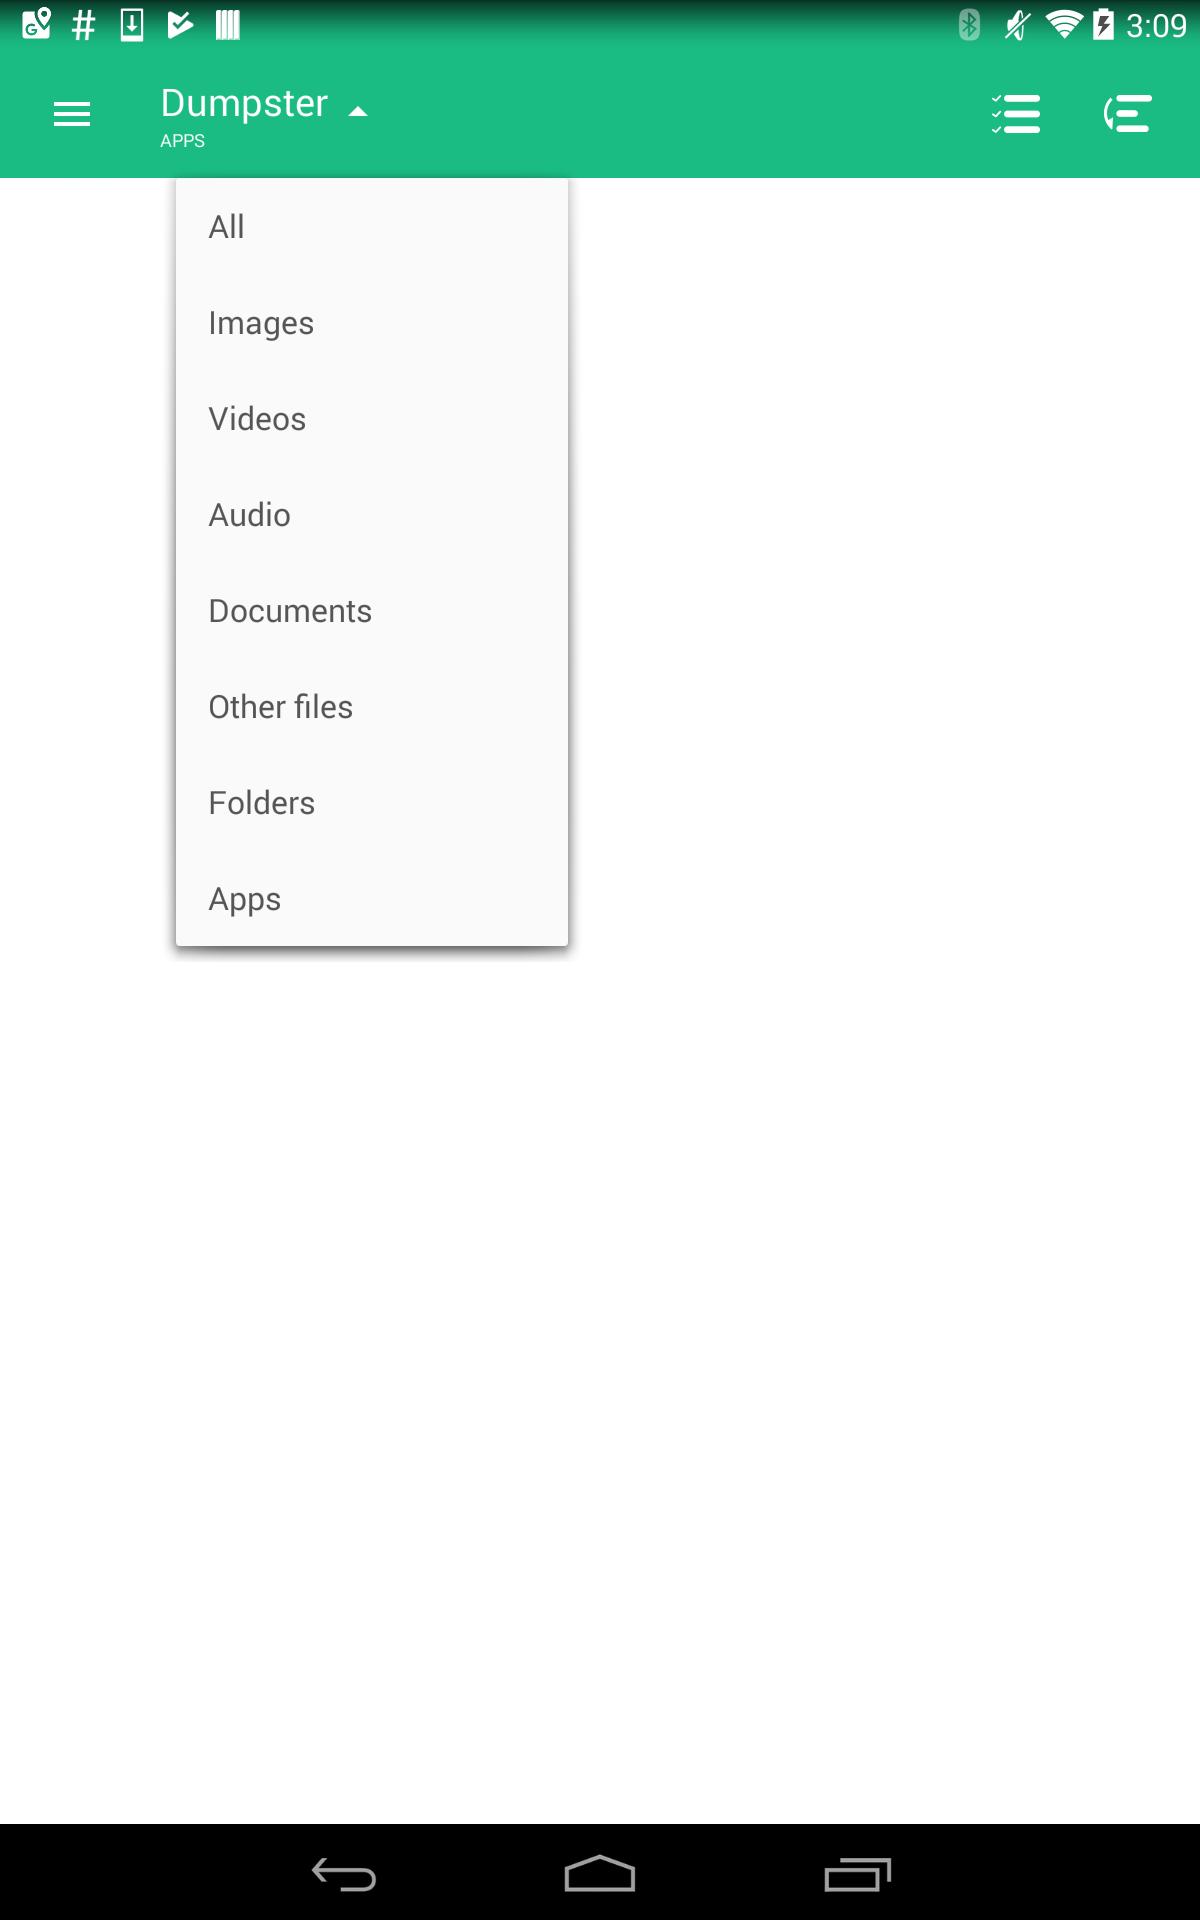 3:09
Dumpster
APPS
All
Images
Videos
Audio
Documents
Other files
Folders
Apps